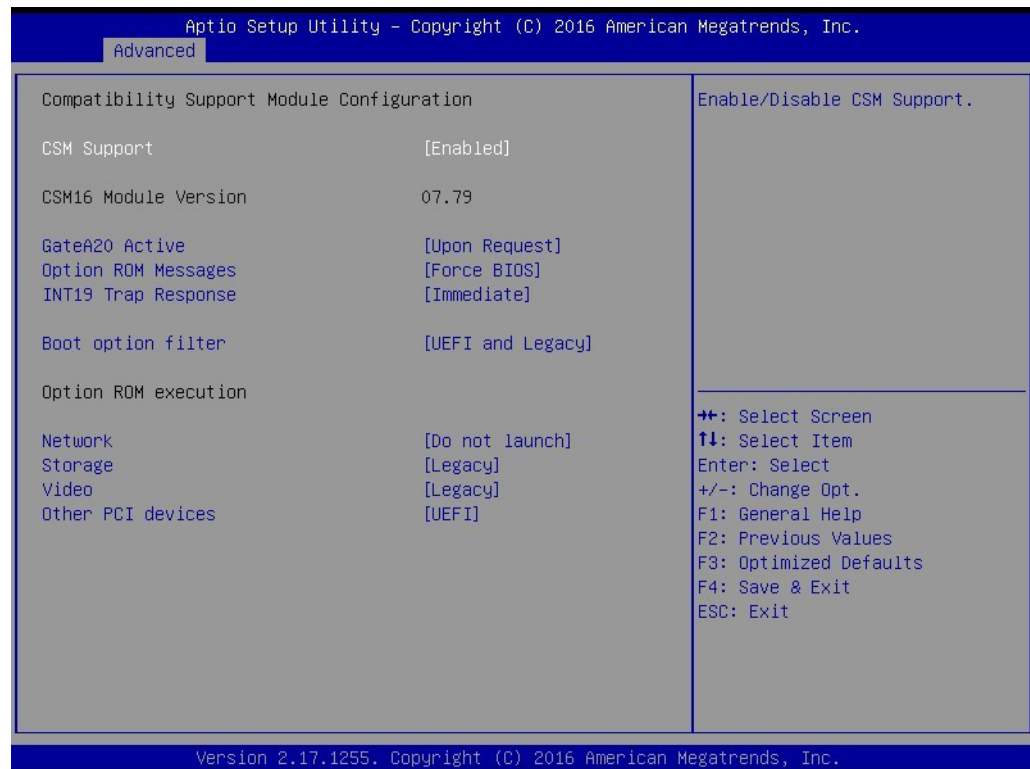 Aptio Setup Utility – Copyright (C) 2016 American Megatrends, Inc.
Advanced
Compatibility Support Module Configuration
CSM Support [Enabled]
CSM16 Module Version 07.79
GateA20 Active [Upon Request]
Option ROM Messages [Force BIOS]
INT19 Trap Response [Immediate]
Boot option filter [UEFI and Legacy]
Option ROM execution
Network [Do not launch]
Storage [Legacy]
Video [Legacy]
Other PCI devices [UEFI]
Enable/Disable CSM Support.
→←: Select Screen
↑↓: Select Item
Enter: Select
+/-: Change Opt.
F1: General Help
F2: Previous Values
F3: Optimized Defaults
F4: Save & Exit
ESC: Exit
Version 2.17.1255. Copyright (C) 2016 American Megatrends, Inc.